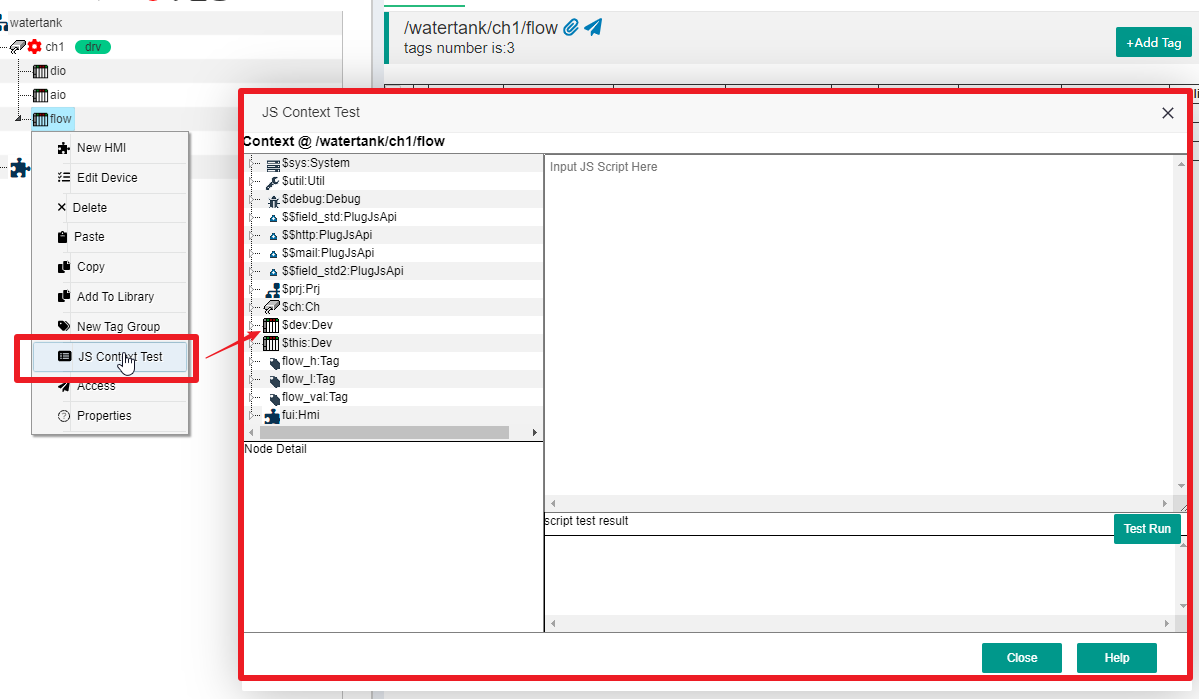 watertank
ch1 drv
dio
aio
flow
New HMI
Edit Device
Delete
Paste
Copy
Add To Library
New Tag Group
JS Context Test
Access
Properties
/watertank/ch1/flow
tags number is:3
+Add Tag
JS Context Test
Context @ /watertank/ch1/flow
$sys:System
$util:Util
$debug:Debug
$$field_std:PlugJsApi
$$http:PlugJsApi
$$mail:PlugJsApi
$$field_std2:PlugJsApi
$prj:Prj
$ch:Ch
$dev:Dev
$this:Dev
flow_h:Tag
flow_l:Tag
flow_val:Tag
fui:Hmi
Node Detail
Input JS Script Here
script test result
Test Run
Close
Help